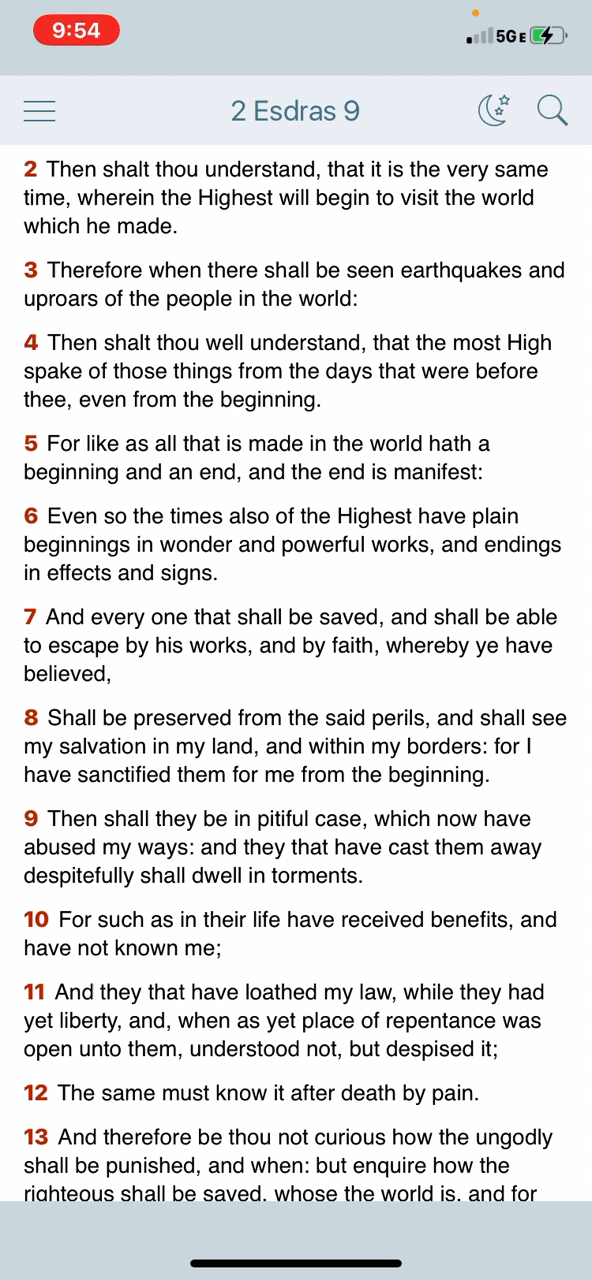 9:54
5GE
2 Esdras 9
2 Then shalt thou understand, that it is the very same
time, wherein the Highest will begin to visit the world
which he made.
3 Therefore when there shall be seen earthquakes and
uproars of the people in the world:
4 Then shalt thou well understand, that the most High
spake of those things from the days that were before
thee, even from the beginning.
5 For like as all that is made in the world hath a
beginning and an end, and the end is manifest:
6 Even so the times also of the Highest have plain
beginnings in wonder and powerful works, and endings
in effects and signs.
7 And every one that shall be saved, and shall be able
to escape by his works, and by faith, whereby ye have
believed,
8 Shall be preserved from the said perils, and shall see
my salvation in my land, and within my borders: for I
have sanctified them for me from the beginning.
9 Then shall they be in pitiful case, which now have
abused my ways: and they that have cast them away
despitefully shall dwell in torments.
10 For such as in their life have received benefits, and
have not known me;
11 And they that have loathed my law, while they had
yet liberty, and, when as yet place of repentance was
open unto them, understood not, but despised it;
12 The same must know it after death by pain.
13 And therefore be thou not curious how the ungodly
shall be punished, and when: but enquire how the
righteous shall be saved, whose the world is, and for